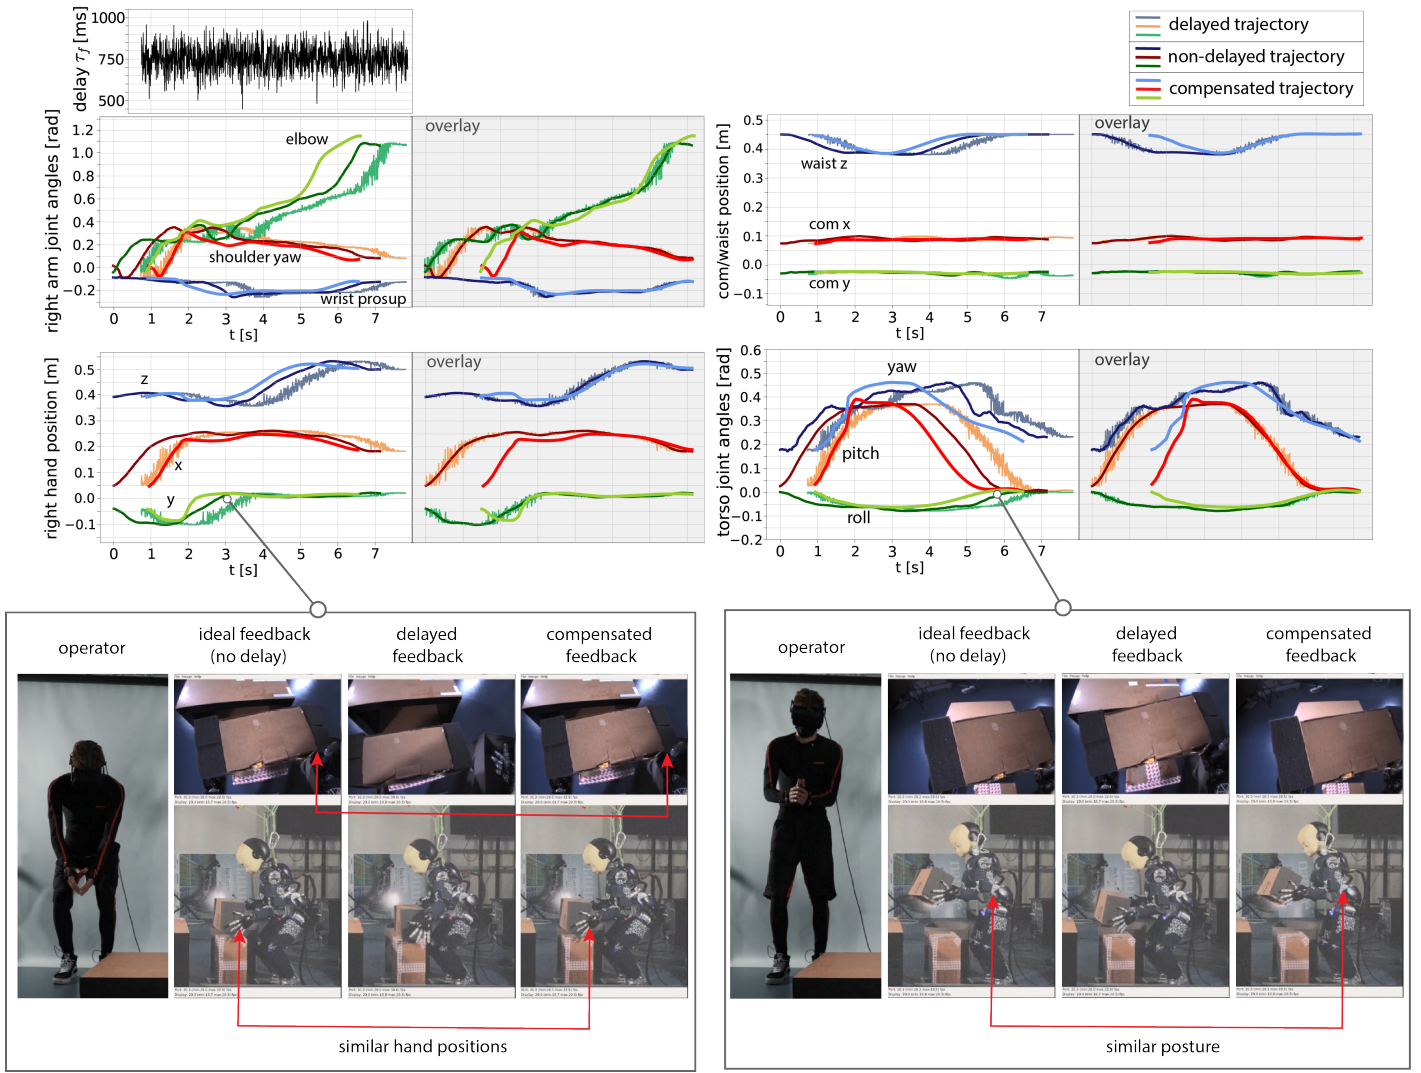 1000
750
500
delay τf [ms]
delayed trajectory
non-delayed trajectory
compensated trajectory
right arm joint angles [rad]
1.2
1.0
0.8
0.6
0.4
0.2
0.0
−0.2
elbow
shoulder yaw
wrist prosup
overlay
0 1 2 3 4 5 6 7
t [s]
com/waist position [m]
0.5
0.4
0.3
0.2
0.1
0.0
−0.1
waist z
com x
com y
overlay
0 1 2 3 4 5 6 7
t [s]
right hand position [m]
0.5
0.4
0.3
0.2
0.1
0.0
−0.1
z
x
y
overlay
0 1 2 3 4 5 6 7
t [s]
torso joint angles [rad]
0.6
0.5
0.4
0.3
0.2
0.1
0.0
−0.1
−0.2
yaw
pitch
roll
overlay
0 1 2 3 4 5 6 7
t [s]
operator
ideal feedback
(no delay)
delayed
feedback
compensated
feedback
similar hand positions
operator
ideal feedback
(no delay)
delayed
feedback
compensated
feedback
similar posture